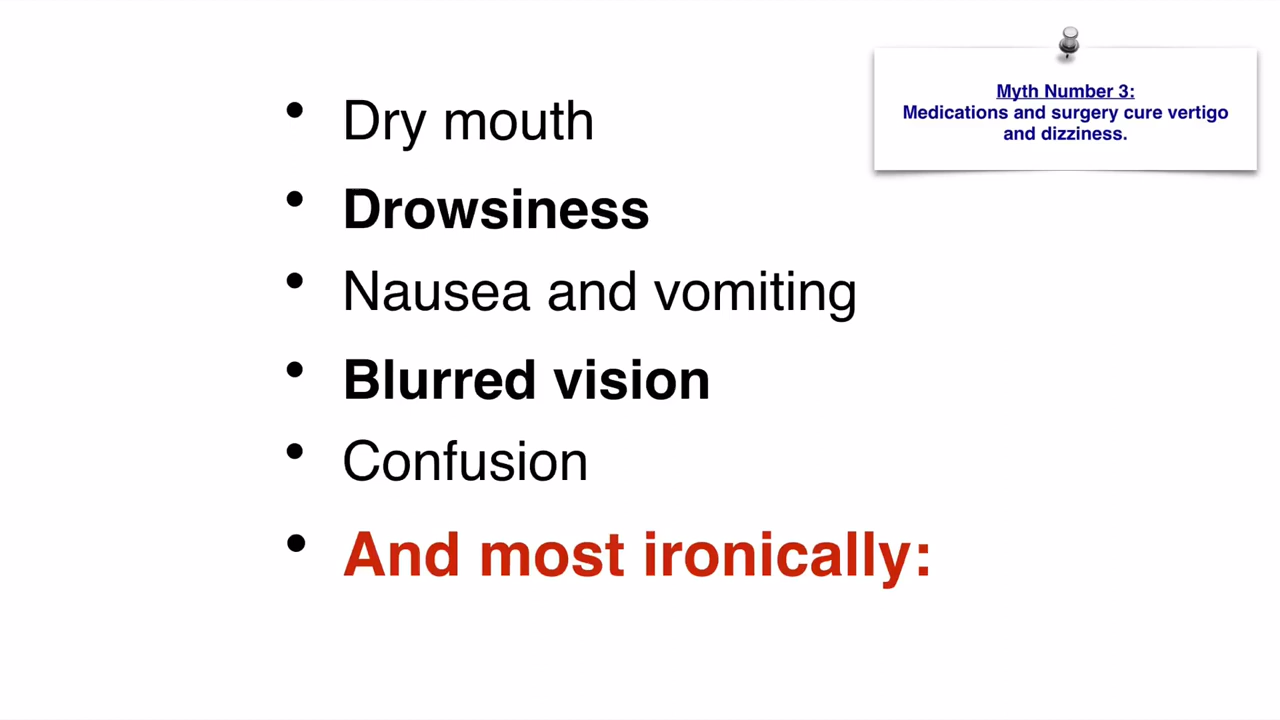 Myth Number 3:
Medications and surgery cure vertigo
and dizziness.
• Dry mouth
• Drowsiness
• Nausea and vomiting
• Blurred vision
• Confusion
• And most ironically: